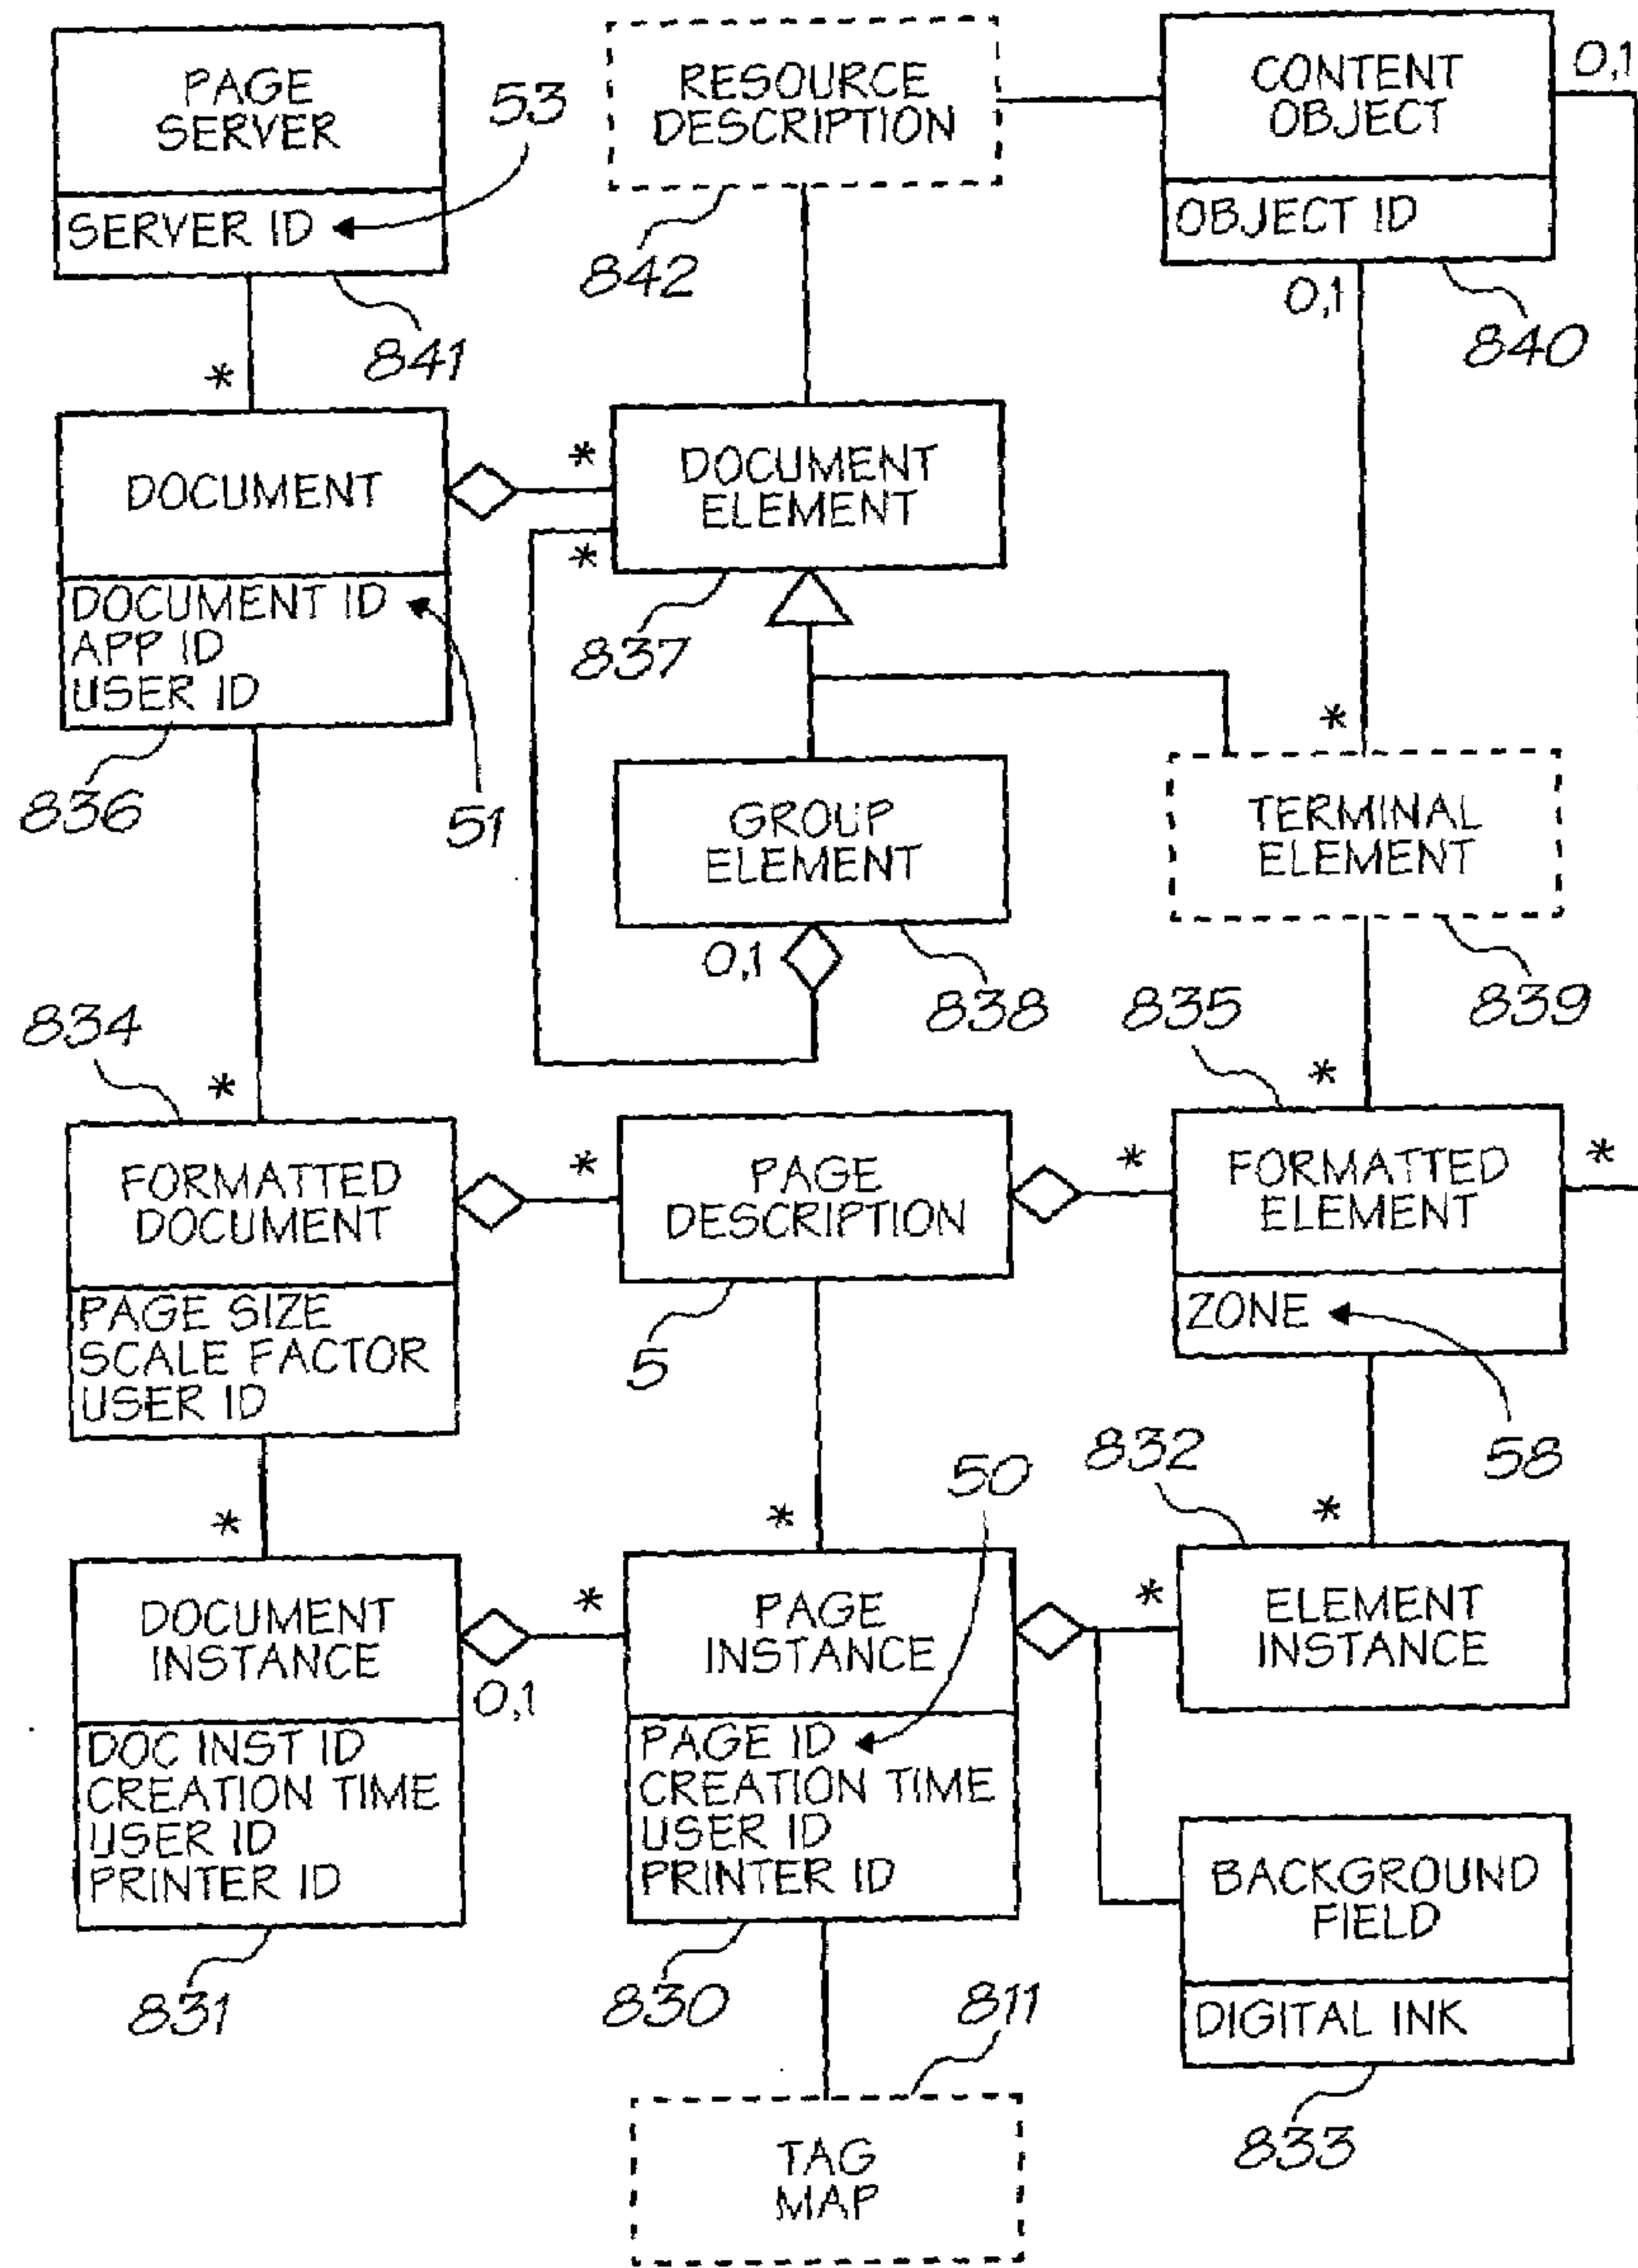 PAGE
SERVER
SERVER ID
53
841
RESOURCE
DESCRIPTION
842
CONTENT
OBJECT
OBJECT ID
0,1
0,1
840
*
DOCUMENT
DOCUMENT ID
APP ID
USER ID
836
51
*
*
DOCUMENT
ELEMENT
837
GROUP
ELEMENT
0,1
838
*
TERMINAL
ELEMENT
839
834
*
FORMATTED
DOCUMENT
PAGE SIZE
SCALE FACTOR
USER ID
*
PAGE
DESCRIPTION
5
835
*
*
FORMATTED
ELEMENT
*
ZONE
58
*
DOCUMENT
INSTANCE
0,1
DOC INST ID
CREATION TIME
USER ID
PRINTER ID
831
*
50
*
PAGE
INSTANCE
PAGE ID
CREATION TIME
USER ID
PRINTER ID
830
832
*
*
ELEMENT
INSTANCE
BACKGROUND
FIELD
DIGITAL INK
833
811
TAG
MAP